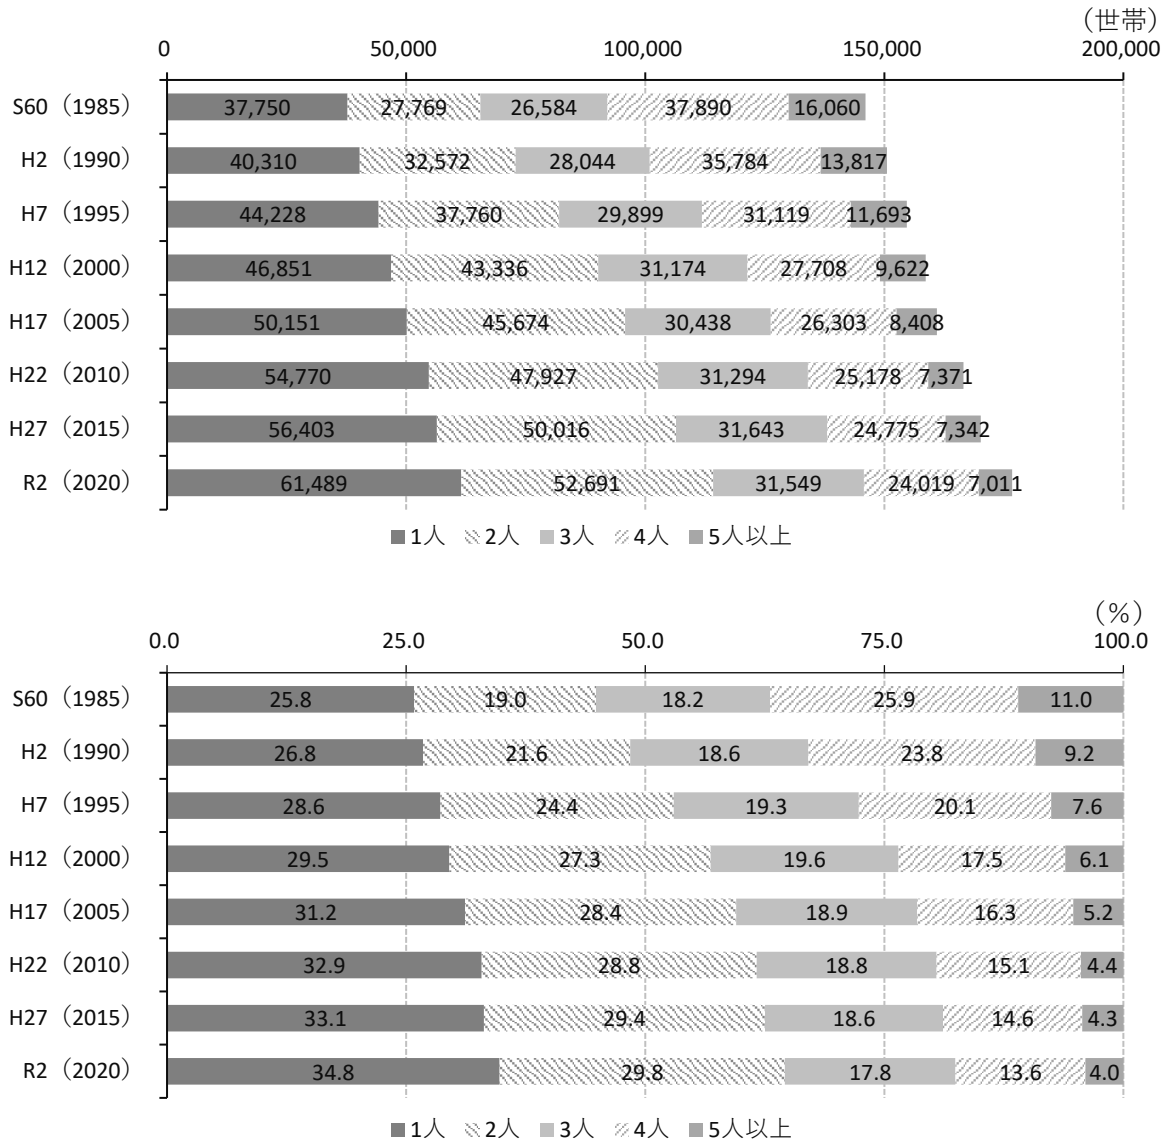 （世帯）
0 50,000 100,000 150,000 200,000
S60（1985） 37,750 27,769 26,584 37,890 16,060
H2（1990） 40,310 32,572 28,044 35,784 13,817
H7（1995） 44,228 37,760 29,899 31,119 11,693
H12（2000） 46,851 43,336 31,174 27,708 9,622
H17（2005） 50,151 45,674 30,438 26,303 8,408
H22（2010） 54,770 47,927 31,294 25,178 7,371
H27（2015） 56,403 50,016 31,643 24,775 7,342
R2（2020） 61,489 52,691 31,549 24,019 7,011
1人 2人 3人 4人 5人以上
（%）
0.0 25.0 50.0 75.0 100.0
S60（1985） 25.8 19.0 18.2 25.9 11.0
H2（1990） 26.8 21.6 18.6 23.8 9.2
H7（1995） 28.6 24.4 19.3 20.1 7.6
H12（2000） 29.5 27.3 19.6 17.5 6.1
H17（2005） 31.2 28.4 18.9 16.3 5.2
H22（2010） 32.9 28.8 18.8 15.1 4.4
H27（2015） 33.1 29.4 18.6 14.6 4.3
R2（2020） 34.8 29.8 17.8 13.6 4.0
1人 2人 3人 4人 5人以上